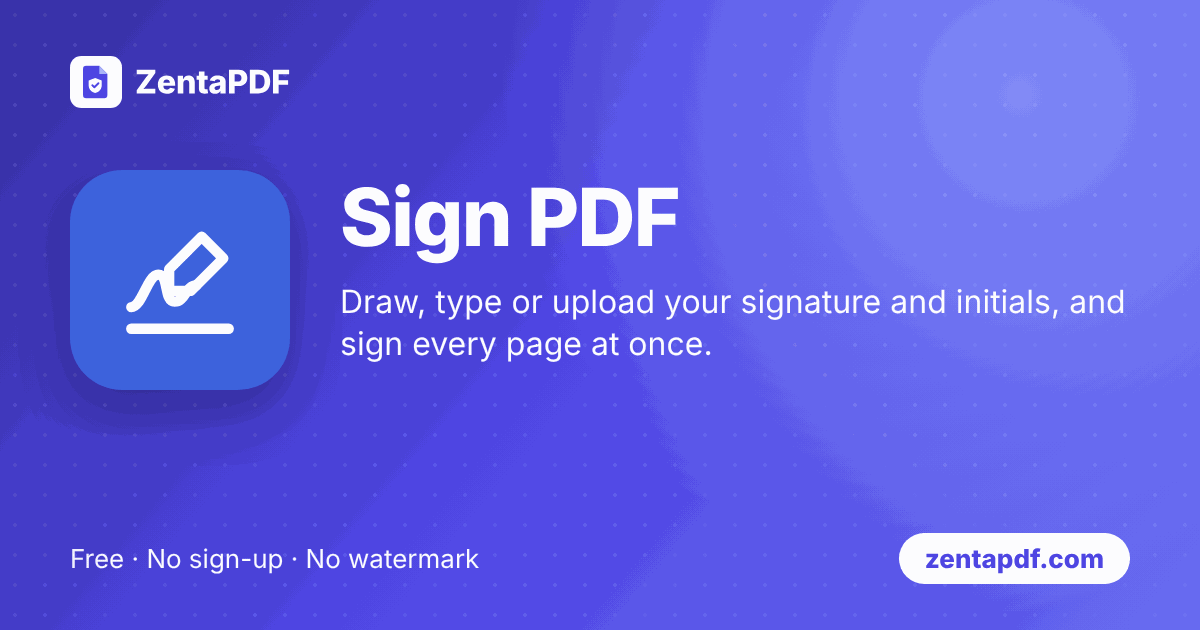 ZentaPDF
Sign PDF
Draw, type or upload your signature and initials, and
sign every page at once.
Free · No sign-up · No watermark
zentapdf.com